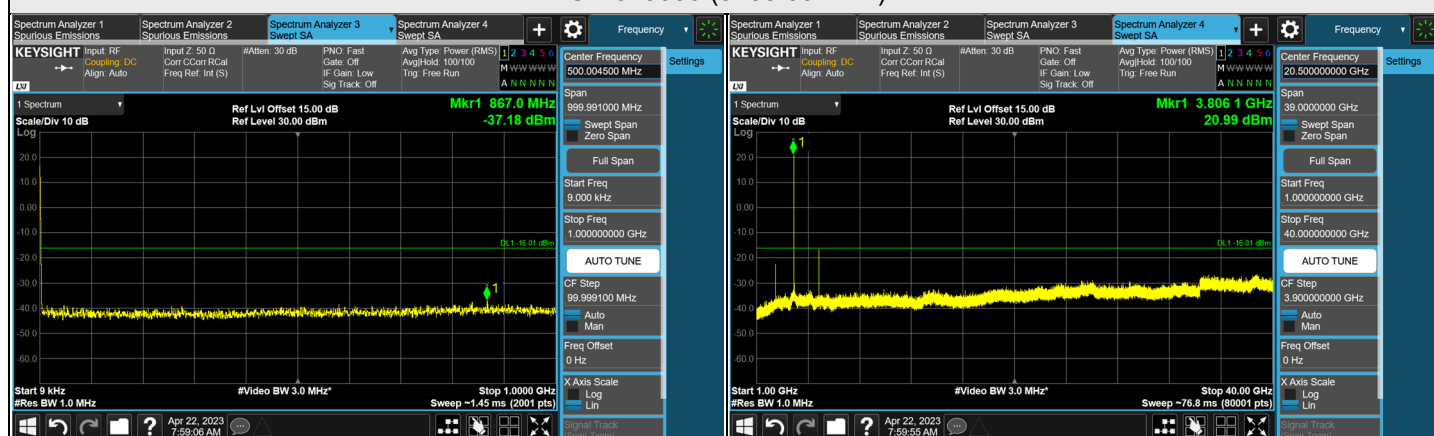 Spectrum Analyzer 1
Spurious Emissions
Spectrum Analyzer 2
Spurious Emissions
Spectrum Analyzer 3
Swept SA
Spectrum Analyzer 4
Swept SA
+
Frequency
KEYSIGHT
LXI
Input: RF
Coupling: DC
Align: Auto
Input Z: 50 Ω
Corr CCorr RCal
Freq Ref: Int (S)
#Atten: 30 dB
PNO: Fast
Gate: Off
IF Gain: Low
Sig Track: Off
Avg Type: Power (RMS)
Avg|Hold: 100/100
Trig: Free Run
1 2 3 4 5 6
M W W W W W
A N N N N N
1 Spectrum
Scale/Div 10 dB
Log
Ref Lvl Offset 15.00 dB
Ref Level 30.00 dBm
Mkr1 867.0 MHz
-37.18 dBm
20.0
10.0
0.00
-10.0
-20.0
-30.0
-40.0
-50.0
-60.0
DL1 -16.01 dBm
1
Start 9 kHz
#Res BW 1.0 MHz
#Video BW 3.0 MHz*
Stop 1.0000 GHz
Sweep ~1.45 ms (2001 pts)
Apr 22, 2023
7:59:06 AM
Center Frequency
500.004500 MHz
Settings
Span
999.991000 MHz
Swept Span
Zero Span
Full Span
Start Freq
9.000 kHz
Stop Freq
1.000000000 GHz
AUTO TUNE
CF Step
99.999100 MHz
Auto
Man
Freq Offset
0 Hz
X Axis Scale
Log
Lin
Signal Track
Spectrum Analyzer 1
Spurious Emissions
Spectrum Analyzer 2
Spurious Emissions
Spectrum Analyzer 3
Swept SA
Spectrum Analyzer 4
Swept SA
+
Frequency
KEYSIGHT
LXI
Input: RF
Coupling: DC
Align: Auto
Input Z: 50 Ω
Corr CCorr RCal
Freq Ref: Int (S)
#Atten: 30 dB
PNO: Fast
Gate: Off
IF Gain: Low
Sig Track: Off
Avg Type: Power (RMS)
Avg|Hold: 100/100
Trig: Free Run
1 2 3 4 5 6
M W W W W W
A N N N N N
1 Spectrum
Scale/Div 10 dB
Log
Ref Lvl Offset 15.00 dB
Ref Level 30.00 dBm
Mkr1 3.806 1 GHz
20.99 dBm
20.0
10.0
0.00
-10.0
-20.0
-30.0
-40.0
-50.0
-60.0
DL1 -16.01 dBm
1
Start 1.00 GHz
#Res BW 1.0 MHz
#Video BW 3.0 MHz*
Stop 40.00 GHz
Sweep ~76.8 ms (80001 pts)
Apr 22, 2023
7:59:55 AM
Center Frequency
20.500000000 GHz
Settings
Span
39.0000000 GHz
Swept Span
Zero Span
Full Span
Start Freq
1.000000000 GHz
Stop Freq
40.000000000 GHz
AUTO TUNE
CF Step
3.900000000 GHz
Auto
Man
Freq Offset
0 Hz
X Axis Scale
Log
Lin
Signal Track